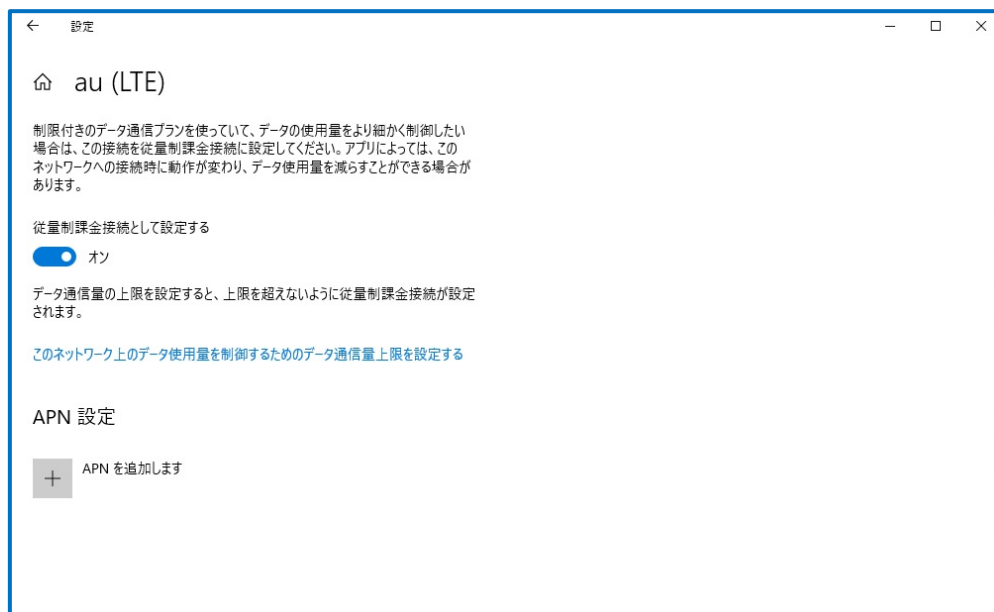 設定
au (LTE)
制限付きのデータ通信プランを使っていて、データの使用量をより細かく制御したい
場合は、この接続を従量制課金接続に設定してください。アプリによっては、この
ネットワークへの接続時に動作が変わり、データ使用量を減らすことができる場合が
あります。
従量制課金接続として設定する
オン
データ通信量の上限を設定すると、上限を超えないように従量制課金接続が設定
されます。
このネットワーク上のデータ使用量を制御するためのデータ通信量上限を設定する
APN 設定
APN を追加します